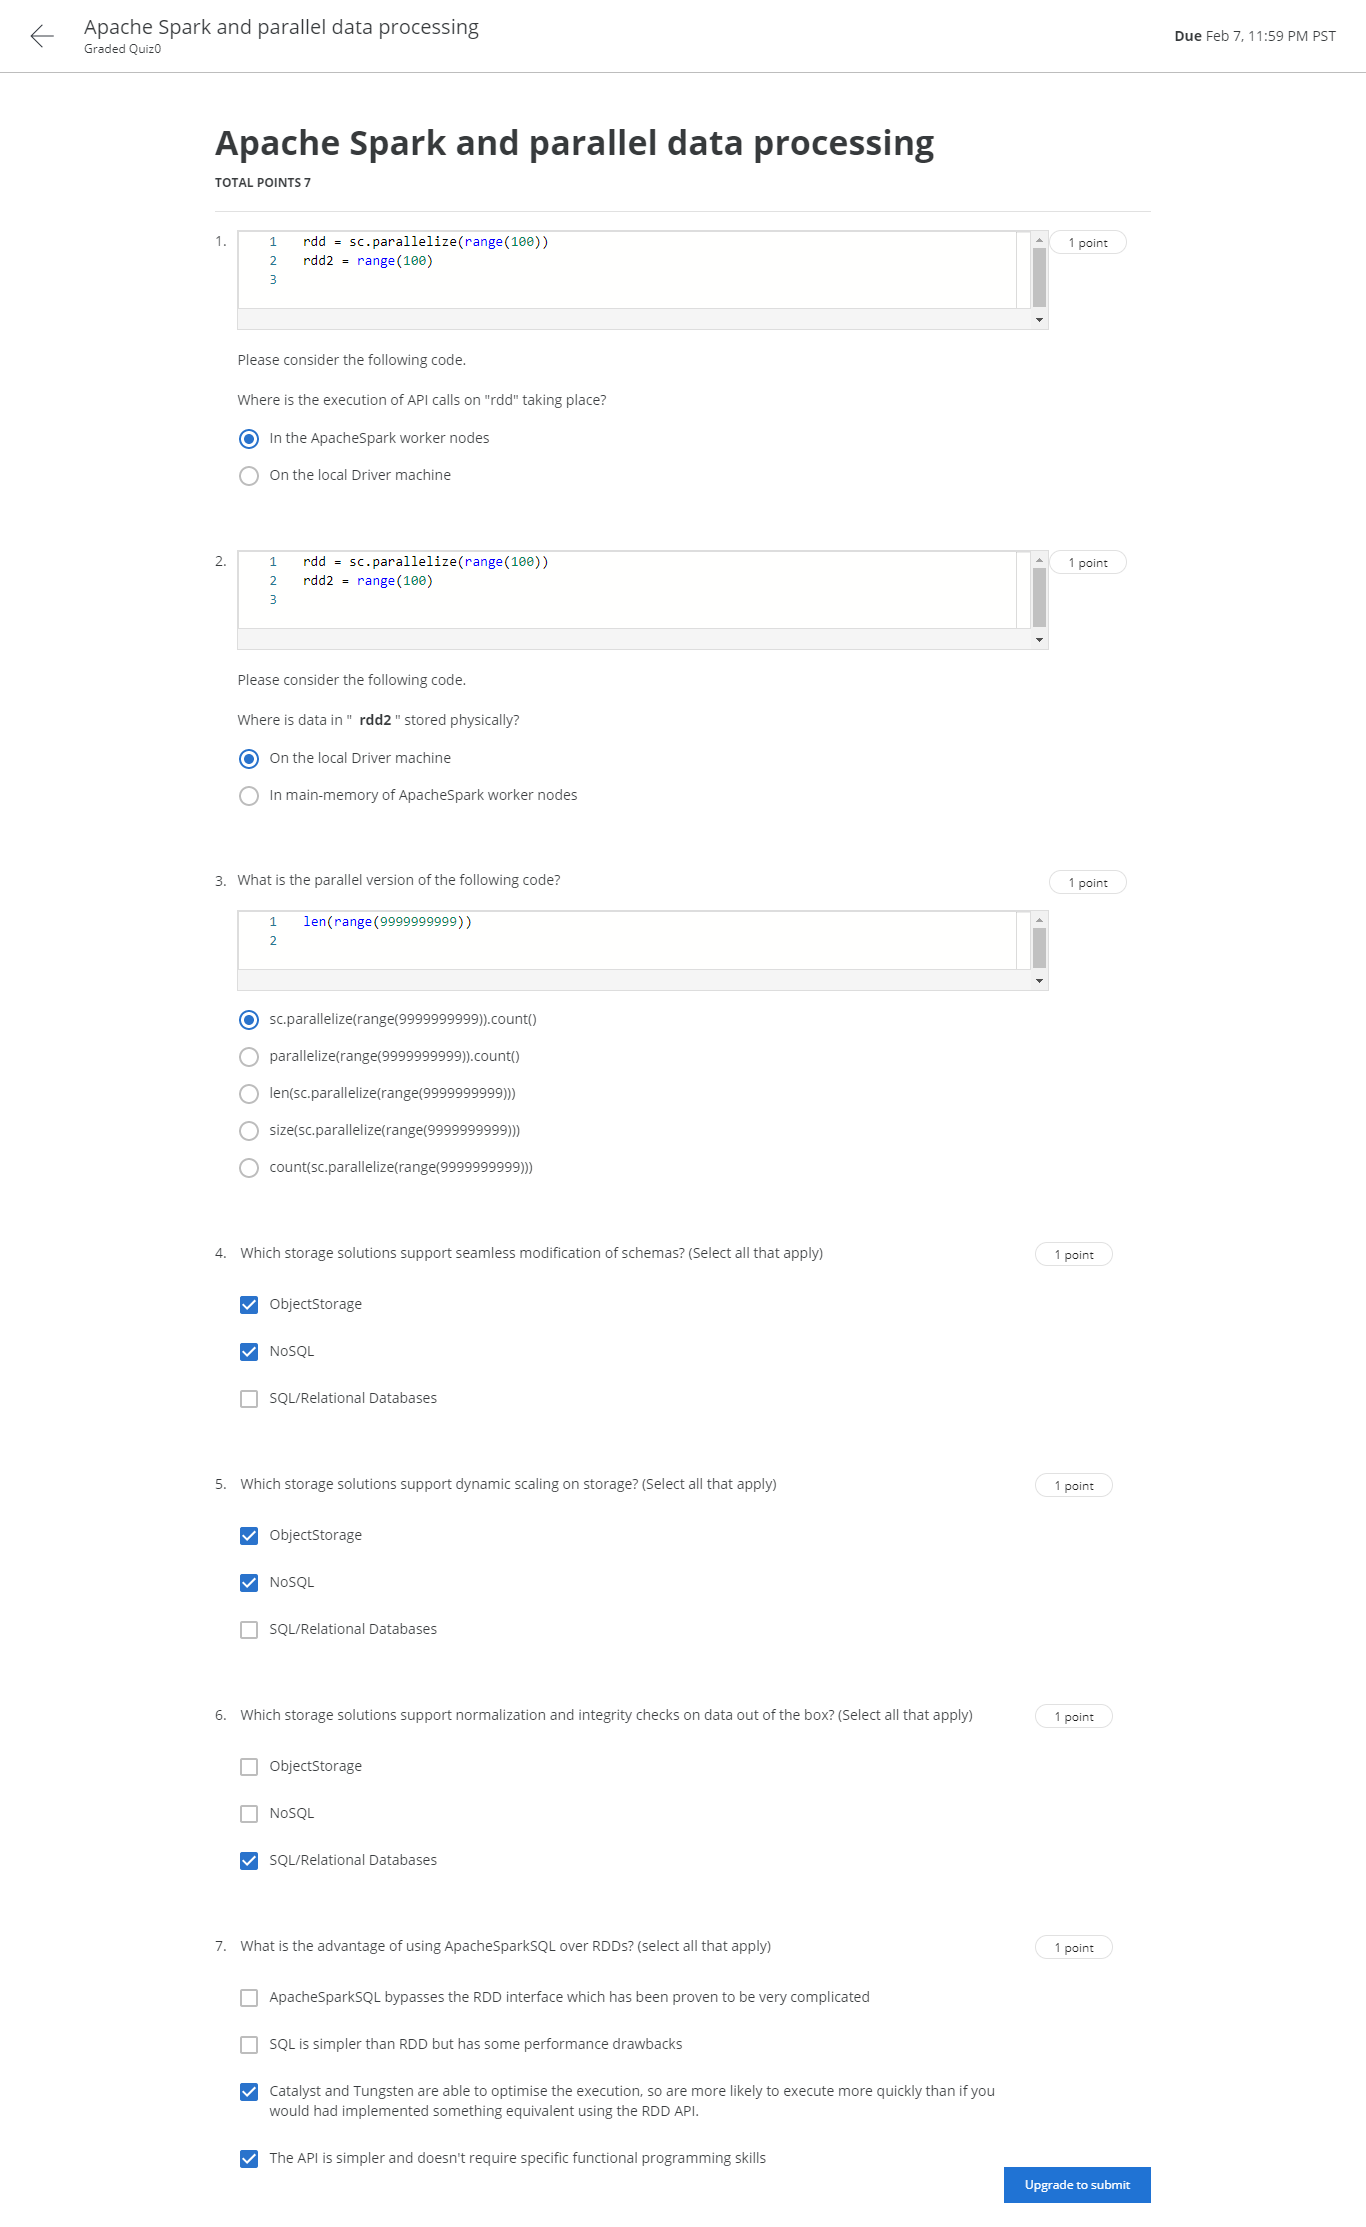 Apache Spark and parallel data processing
Graded Quiz0
Due Feb 7, 11:59 PM PST
Apache Spark and parallel data processing
TOTAL POINTS 7
1.
1 rdd = sc.parallelize(range(100))
2 rdd2 = range(100)
3
1 point
Please consider the following code.
Where is the execution of API calls on "rdd" taking place?
In the ApacheSpark worker nodes
On the local Driver machine
2.
1 rdd = sc.parallelize(range(100))
2 rdd2 = range(100)
3
1 point
Please consider the following code.
Where is data in " rdd2 " stored physically?
On the local Driver machine
In main-memory of ApacheSpark worker nodes
3. What is the parallel version of the following code?
1 point
1 len(range(9999999999))
2
sc.parallelize(range(9999999999)).count()
parallelize(range(9999999999)).count()
len(sc.parallelize(range(9999999999)))
size(sc.parallelize(range(9999999999)))
count(sc.parallelize(range(9999999999)))
4. Which storage solutions support seamless modification of schemas? (Select all that apply)
1 point
ObjectStorage
NoSQL
SQL/Relational Databases
5. Which storage solutions support dynamic scaling on storage? (Select all that apply)
1 point
ObjectStorage
NoSQL
SQL/Relational Databases
6. Which storage solutions support normalization and integrity checks on data out of the box? (Select all that apply)
1 point
ObjectStorage
NoSQL
SQL/Relational Databases
7. What is the advantage of using ApacheSparkSQL over RDDs? (select all that apply)
1 point
ApacheSparkSQL bypasses the RDD interface which has been proven to be very complicated
SQL is simpler than RDD but has some performance drawbacks
Catalyst and Tungsten are able to optimise the execution, so are more likely to execute more quickly than if you
would had implemented something equivalent using the RDD API.
The API is simpler and doesn't require specific functional programming skills
Upgrade to submit